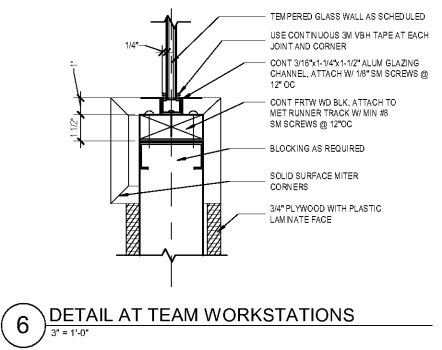 TEMPERED GLASS WALL AS SCHEDULED
USE CONTINUOUS 3M VBH TAPE AT EACH
JOINT AND CORNER
1/4"
CONT 3/16"x1-1/4"x1-1/2" ALUM GLAZING
CHANNEL, ATTACH W/ 1/8" SM SCREWS @
12" OC
1"
CONT FRTW WD BLK, ATTACH TO
MET RUNNER TRACK W/ MIN #8
SM SCREWS @ 12"OC
1 1/2"
BLOCKING AS REQUIRED
SOLID SURFACE MITER
CORNERS
3/4" PLYWOOD WITH PLASTIC
LAMINATE FACE
6
DETAIL AT TEAM WORKSTATIONS
3" = 1'-0"